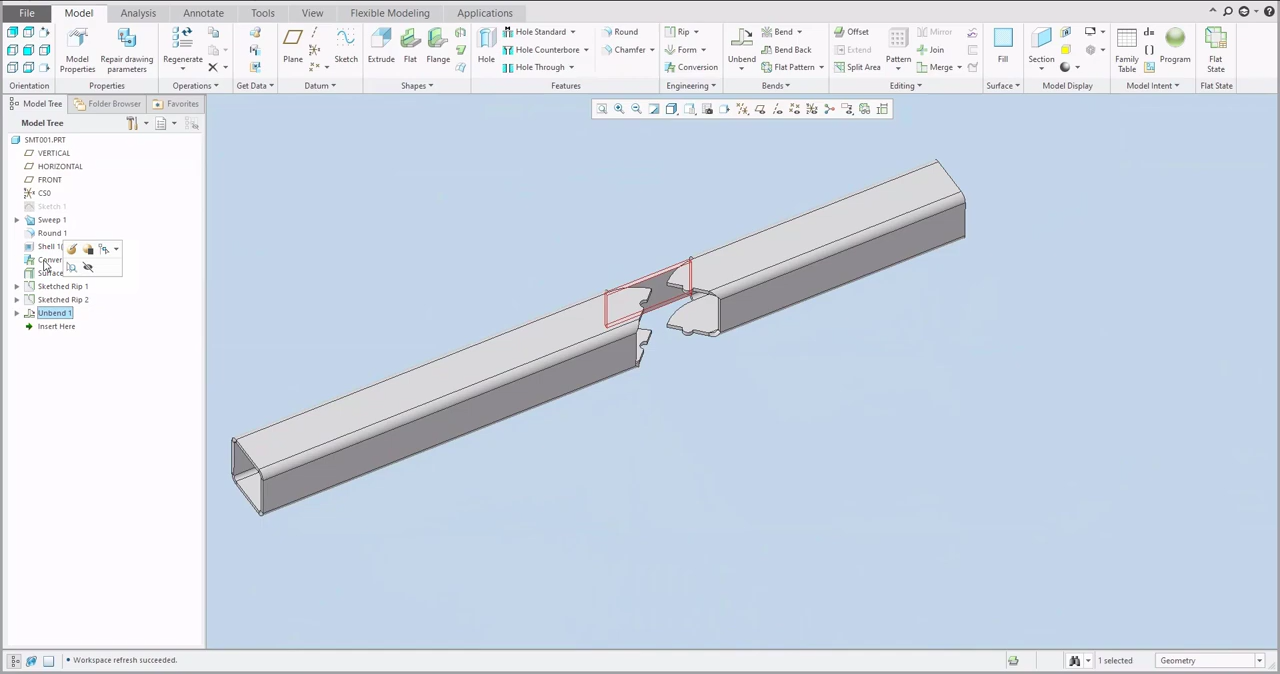 File Model Analysis Annotate Tools View Flexible Modeling Applications
Orientation
Model Properties
Repair drawing parameters
Properties
Regenerate
Operations
Get Data
Plane
Sketch
Datum
Extrude
Flat
Flange
Shapes
Hole
Hole Standard
Hole Counterbore
Hole Through
Round
Chamfer
Features
Rip
Form
Conversion
Engineering
Unbend
Bend
Bend Back
Flat Pattern
Bends
Offset
Extend
Split Area
Pattern
Mirror
Join
Merge
Editing
Fill
Surface
Section
Model Display
Family Table
d=
[]
Program
Model Intent
Flat State
Flat State
Model Tree Folder Browser Favorites
Model Tree
SMT001.PRT
VERTICAL
HORIZONTAL
FRONT
CS0
Sketch 1
Sweep 1
Round 1
Shell 1
Conver
Surface
Sketched Rip 1
Sketched Rip 2
Unbend 1
Insert Here
• Workspace refresh succeeded.
1 selected
Geometry